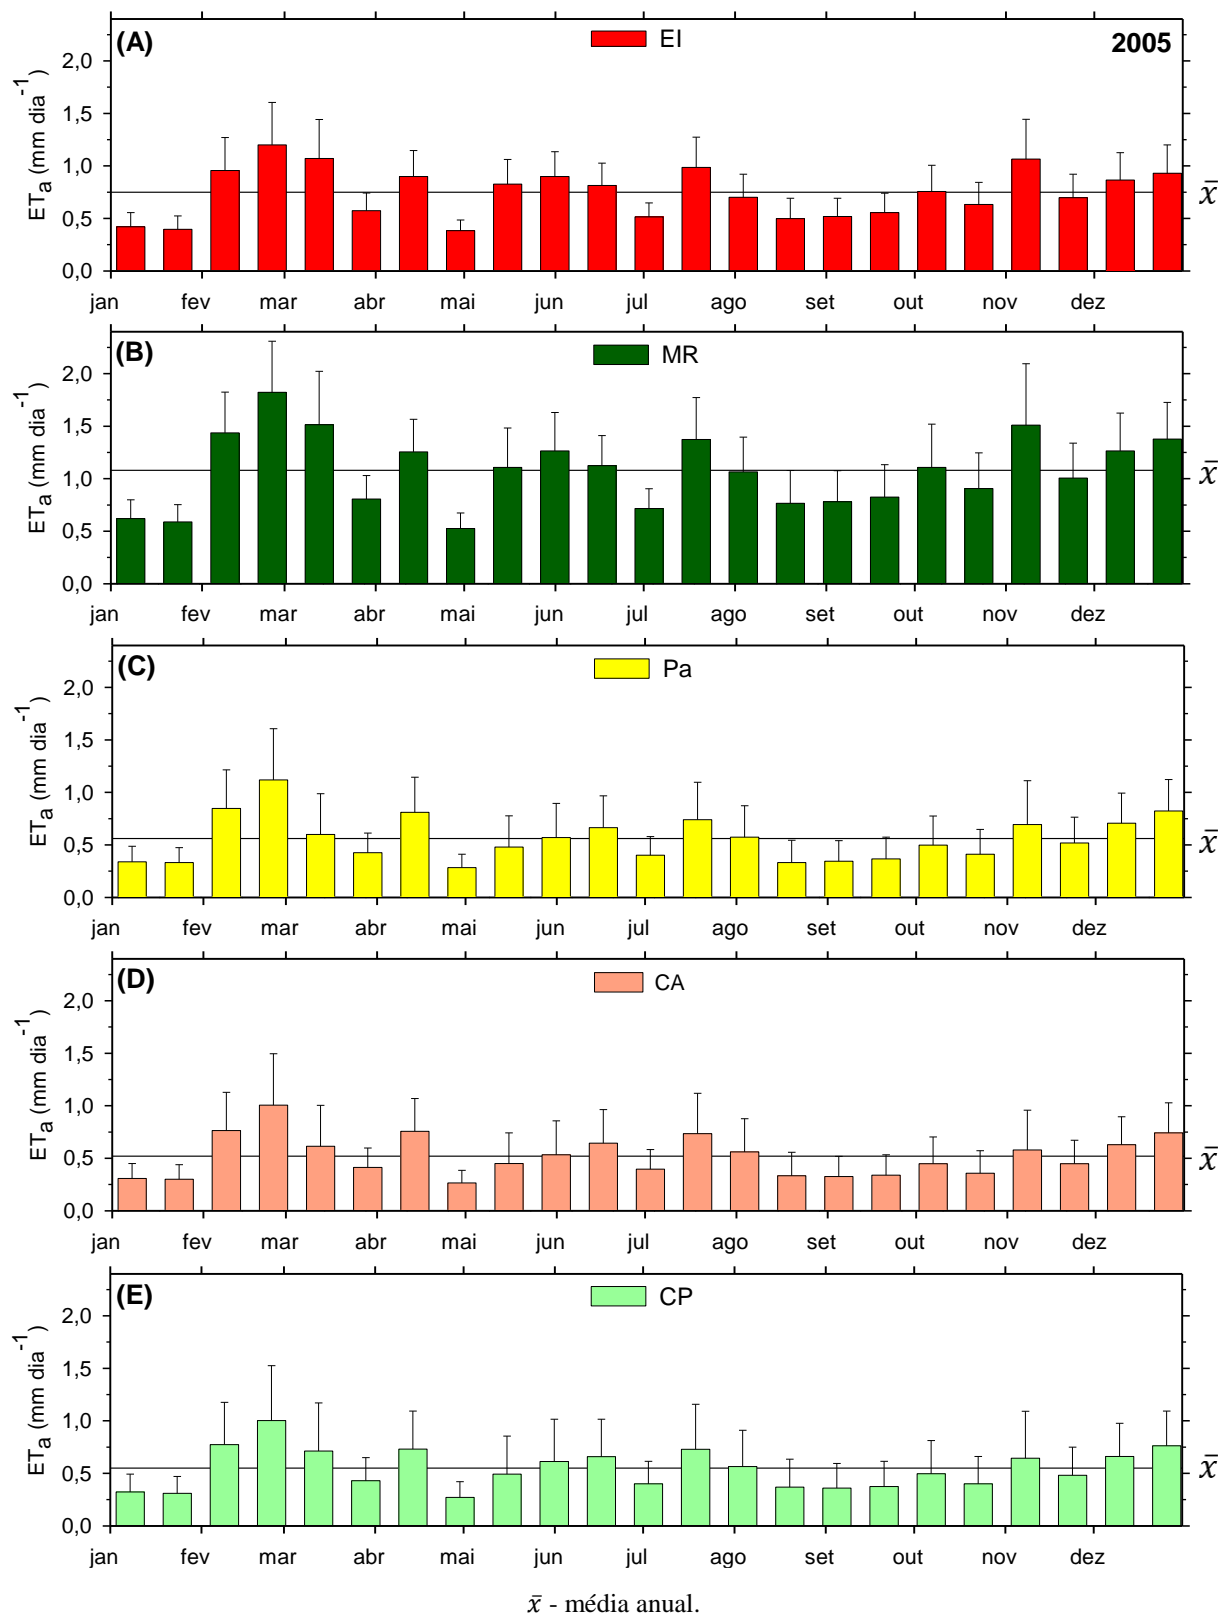 (A) EI 2005
2,0
1,5
1,0
0,5
0,0
ETa (mm dia-1)
x̄
jan fev mar abr mai jun jul ago set out nov dez
(B) MR
2,0
1,5
1,0
0,5
0,0
ETa (mm dia-1)
x̄
jan fev mar abr mai jun jul ago set out nov dez
(C) Pa
2,0
1,5
1,0
0,5
0,0
ETa (mm dia-1)
x̄
jan fev mar abr mai jun jul ago set out nov dez
(D) CA
2,0
1,5
1,0
0,5
0,0
ETa (mm dia-1)
x̄
jan fev mar abr mai jun jul ago set out nov dez
(E) CP
2,0
1,5
1,0
0,5
0,0
ETa (mm dia-1)
x̄
jan fev mar abr mai jun jul ago set out nov dez
x̄ - média anual.